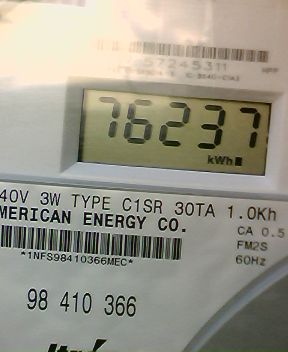 57245311
76237
kWh
40V 3W TYPE C1SR 30TA 1.0Kh
MERICAN ENERGY CO.
CA 0.5
FM2S
60Hz
*1NFS98410366MEC*
98 410 366